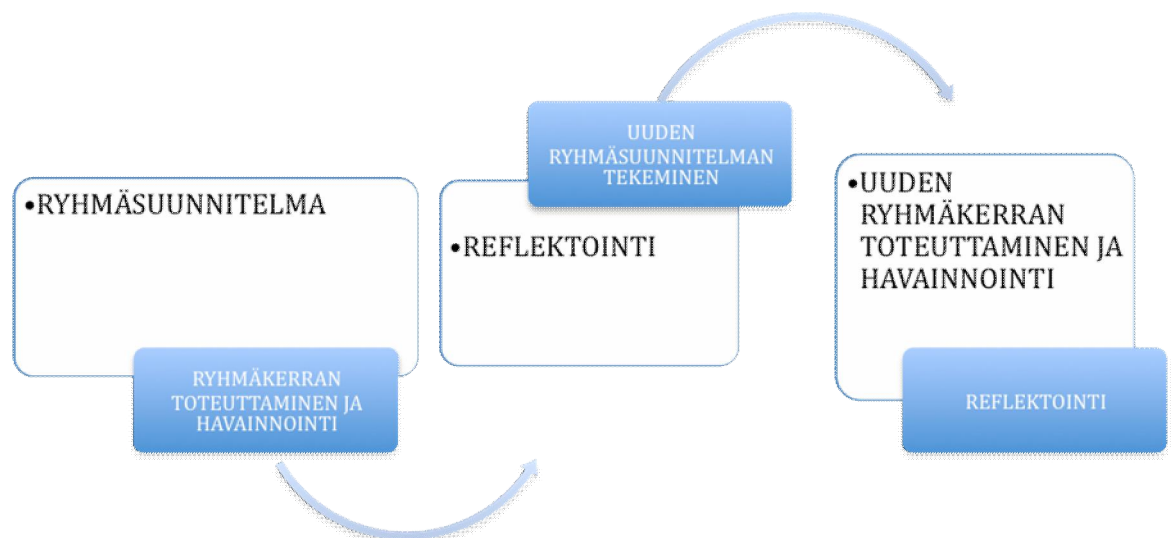 •RYHMÄSUUNNITELMA
RYHMÄKERRAN
TOTEUTTAMINEN JA
HAVAINNOINTI
•REFLEKTOINTI
UUDEN
RYHMÄSUUNNITELMAN
TEKEMINEN
•UUDEN
RYHMÄKERRAN
TOTEUTTAMINEN JA
HAVAINNOINTI
REFLEKTOINTI